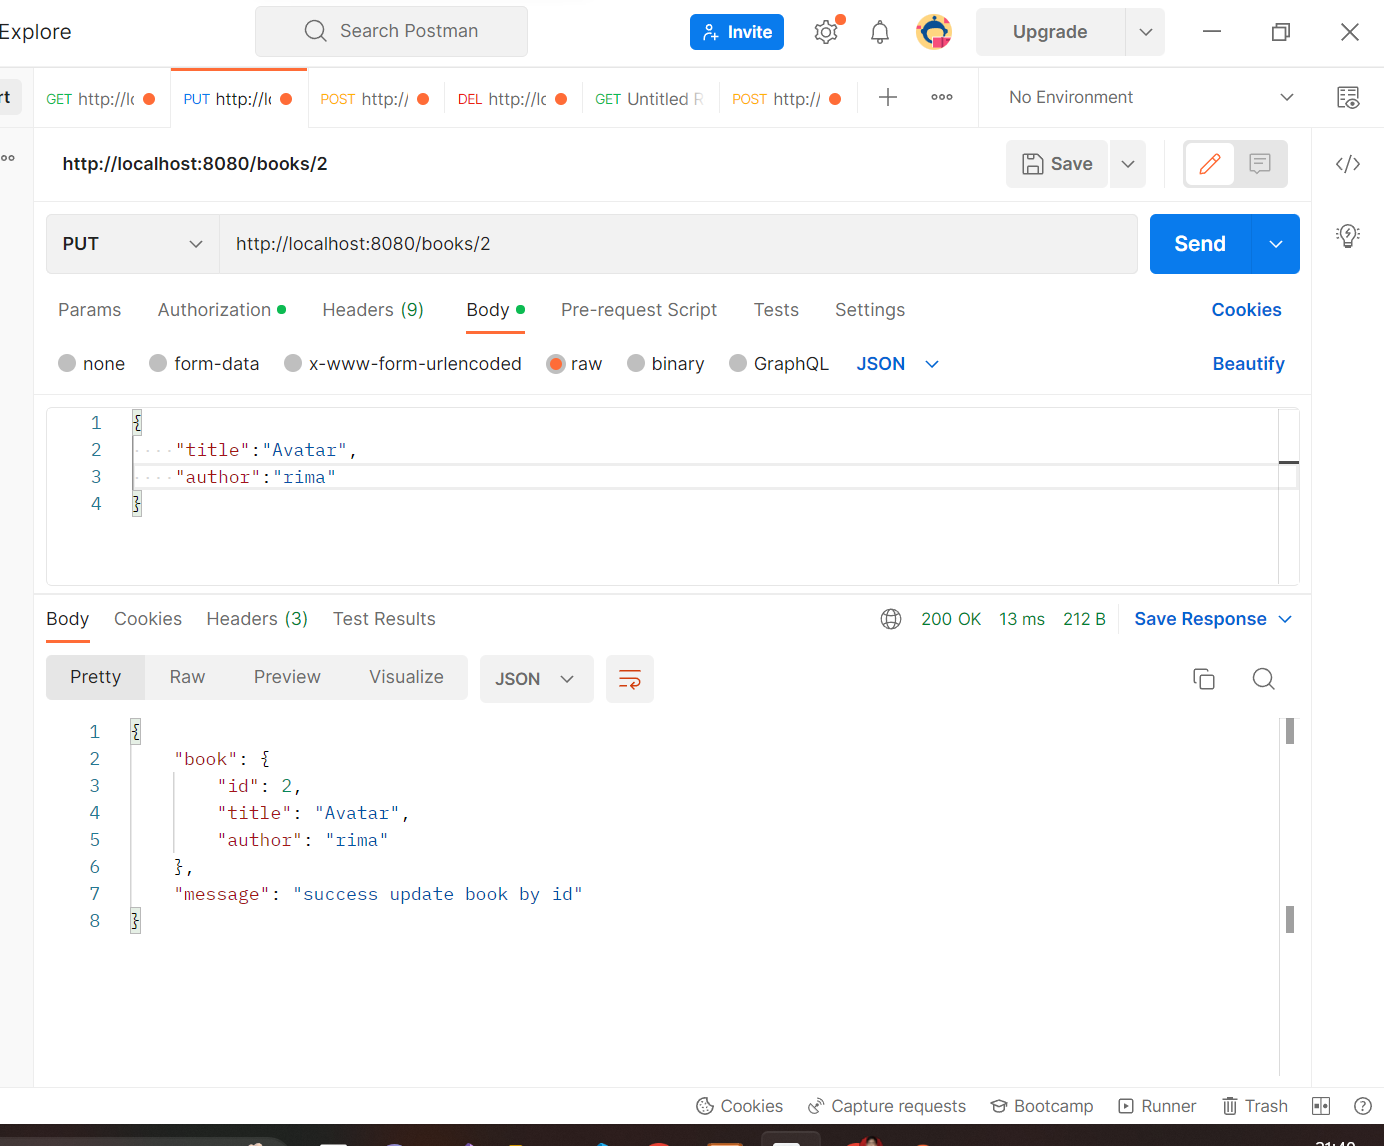 Explore
Search Postman
Invite
Upgrade
rt
GET http://lo
PUT http://lo
POST http://
DEL http://lo
GET Untitled R
POST http://
No Environment
http://localhost:8080/books/2
Save
PUT
http://localhost:8080/books/2
Send
Params
Authorization
Headers (9)
Body
Pre-request Script
Tests
Settings
Cookies
none
form-data
x-www-form-urlencoded
raw
binary
GraphQL
JSON
Beautify
1 {
2 "title":"Avatar",
3 "author":"rima"
4 }
Body
Cookies
Headers (3)
Test Results
200 OK
13 ms
212 B
Save Response
Pretty
Raw
Preview
Visualize
JSON
1 {
2 "book": {
3 "id": 2,
4 "title": "Avatar",
5 "author": "rima"
6 },
7 "message": "success update book by id"
8 }
Cookies
Capture requests
Bootcamp
Runner
Trash